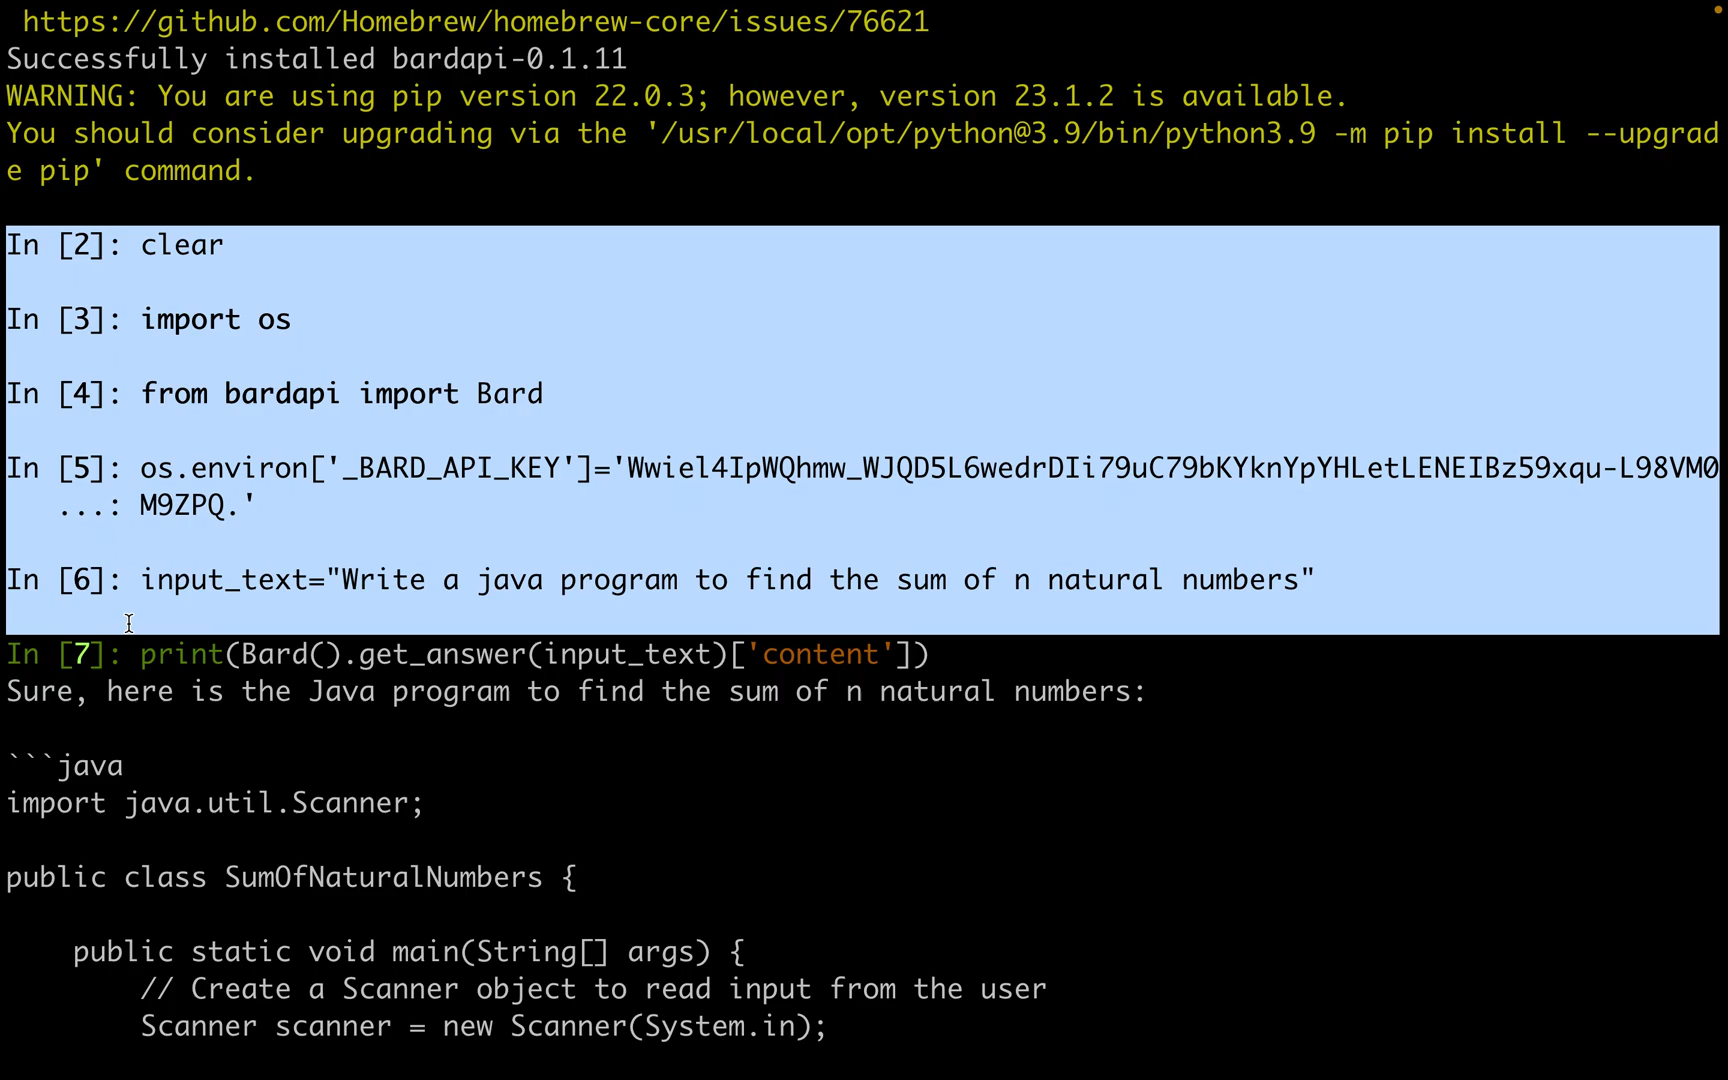 https://github.com/Homebrew/homebrew-core/issues/76621
Successfully installed bardapi-0.1.11
WARNING: You are using pip version 22.0.3; however, version 23.1.2 is available.
You should consider upgrading via the '/usr/local/opt/python@3.9/bin/python3.9 -m pip install --upgrad
e pip' command.
In [2]: clear
In [3]: import os
In [4]: from bardapi import Bard
In [5]: os.environ['_BARD_API_KEY']='Wwiel4IpWQhmw_WJQD5L6wedrDIi79uC79bKYknYpYHLetLENEIBz59xqu-L98VM0
...: M9ZPQ.'
In [6]: input_text="Write a java program to find the sum of n natural numbers"
In [7]: print(Bard().get_answer(input_text)['content'])
Sure, here is the Java program to find the sum of n natural numbers:
```java
import java.util.Scanner;
public class SumOfNaturalNumbers {
public static void main(String[] args) {
// Create a Scanner object to read input from the user
Scanner scanner = new Scanner(System.in);